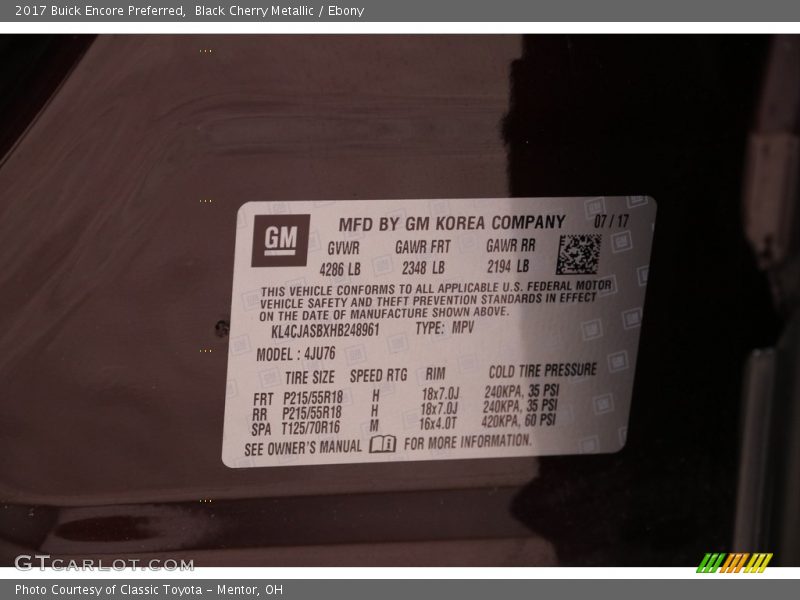 2017 Buick Encore Preferred,  Black Cherry Metallic / Ebony
GM
MFD BY GM KOREA COMPANY 07/17
GVWR GAWR FRT GAWR RR
4286 LB 2348 LB 2194 LB
THIS VEHICLE CONFORMS TO ALL APPLICABLE U.S. FEDERAL MOTOR
VEHICLE SAFETY AND THEFT PREVENTION STANDARDS IN EFFECT
ON THE DATE OF MANUFACTURE SHOWN ABOVE.
KL4CJASBXHB248961 TYPE: MPV
MODEL : 4JU76
TIRE SIZE SPEED RTG RIM COLD TIRE PRESSURE
FRT P215/55R18 H 18x7.0J 240KPA, 35 PSI
RR P215/55R18 H 18x7.0J 240KPA, 35 PSI
SPA T125/70R16 M 16x4.0T 420KPA, 60 PSI
SEE OWNER'S MANUAL FOR MORE INFORMATION.
GTCARLOT.COM
Photo Courtesy of Classic Toyota - Mentor, OH